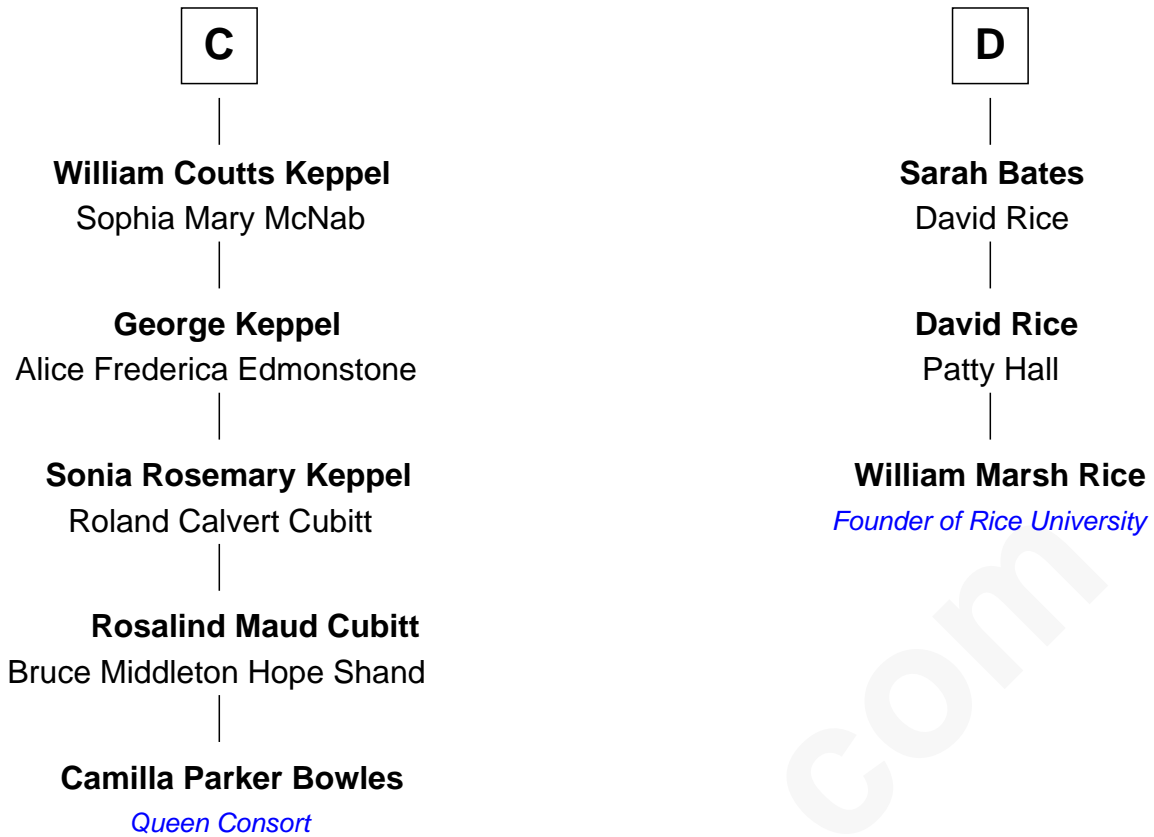 C
William Coutts Keppel
Sophia Mary McNab
George Keppel
Alice Frederica Edmonstone
Sonia Rosemary Keppel
Roland Calvert Cubitt
Rosalind Maud Cubitt
Bruce Middleton Hope Shand
Camilla Parker Bowles
Queen Consort
D
Sarah Bates
David Rice
David Rice
Patty Hall
William Marsh Rice
Founder of Rice University
com